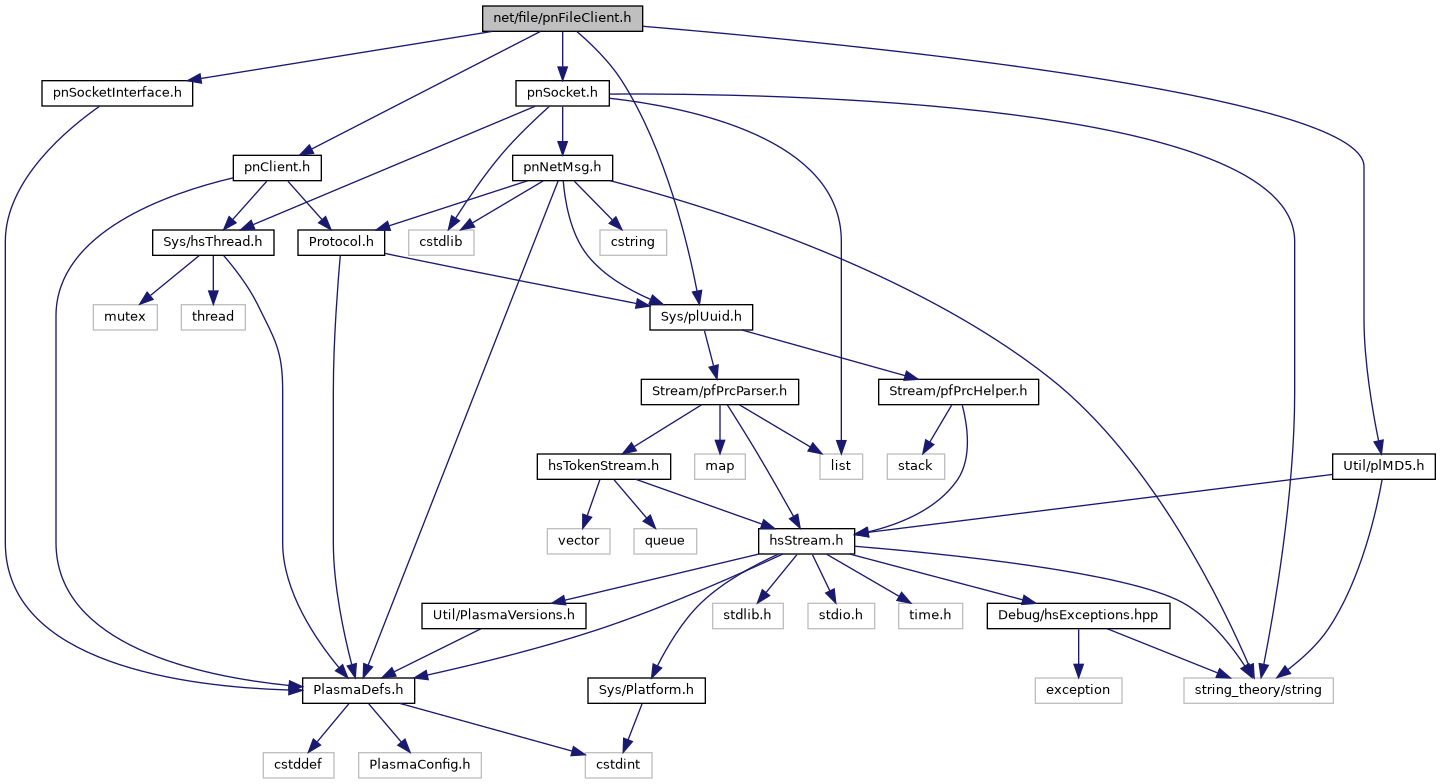 net/file/pnFileClient.h
pnSocketInterface.h
pnSocket.h
pnClient.h
pnNetMsg.h
Sys/hsThread.h
Protocol.h
cstdlib
cstring
mutex
thread
Sys/plUuid.h
Stream/pfPrcParser.h
Stream/pfPrcHelper.h
hsTokenStream.h
map
list
stack
Util/plMD5.h
vector
queue
hsStream.h
Util/PlasmaVersions.h
stdlib.h
stdio.h
time.h
Debug/hsExceptions.hpp
PlasmaDefs.h
Sys/Platform.h
exception
string_theory/string
cstddef
PlasmaConfig.h
cstdint